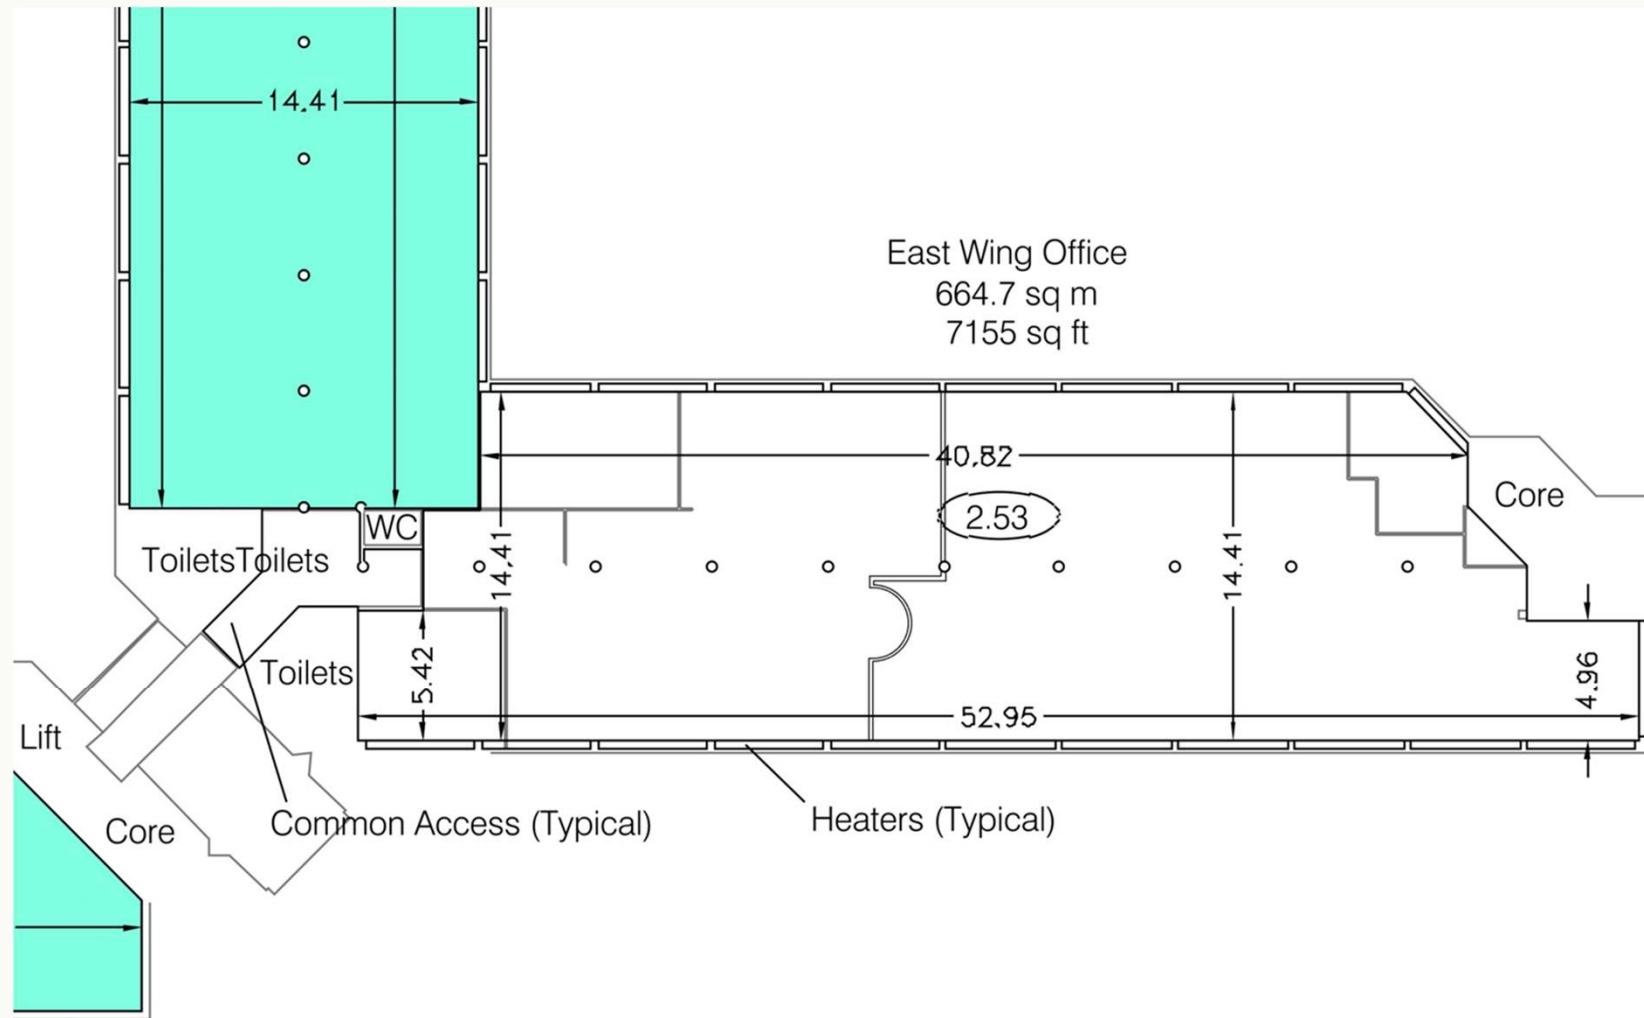 14.41
East Wing Office
664.7 sq m
7155 sq ft
40.82
Core
2.53
WC
ToiletsToilets
14.41
14.41
Toilets
5.42
4.96
52.95
Lift
Core
Common Access (Typical)
Heaters (Typical)